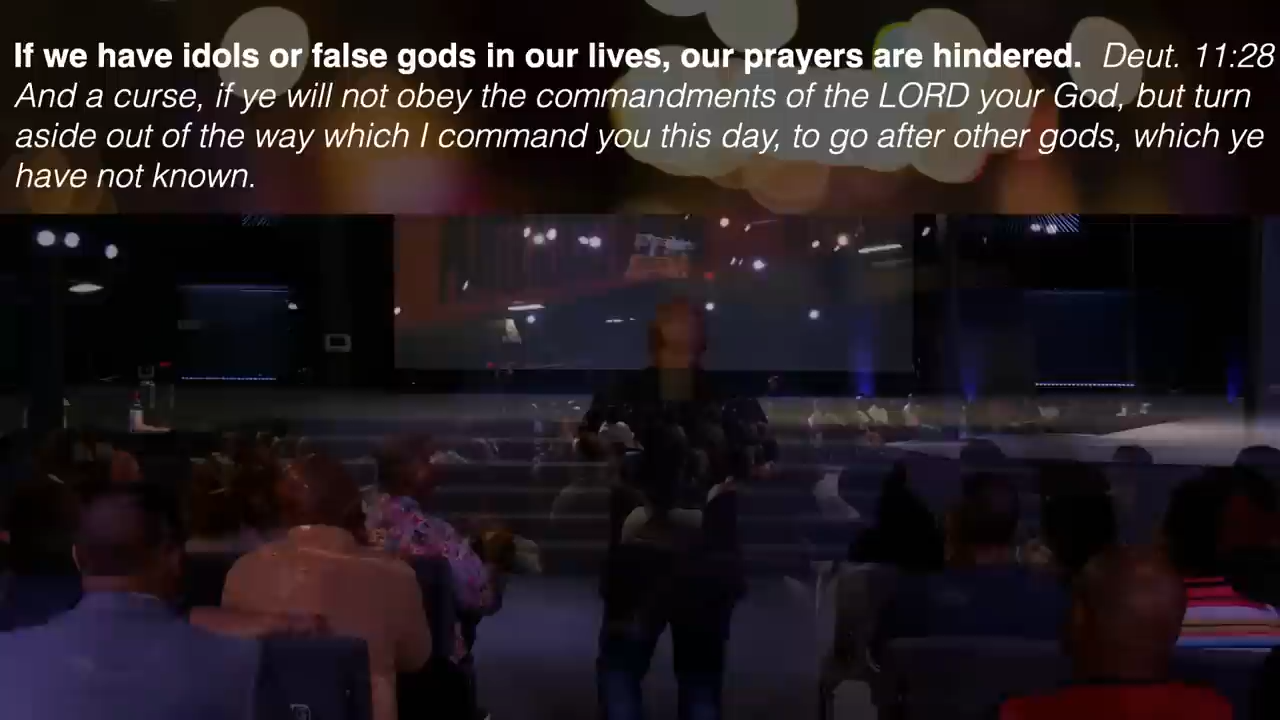 If we have idols or false gods in our lives, our prayers are hindered. Deut. 11:28
And a curse, if ye will not obey the commandments of the LORD your God, but turn
aside out of the way which I command you this day, to go after other gods, which ye
have not known.